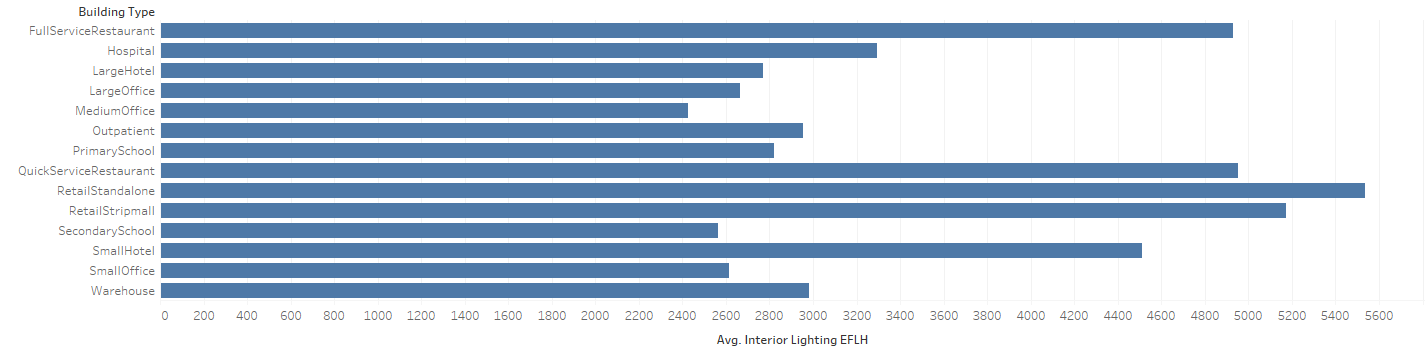 Building Type
FullServiceRestaurant
Hospital
LargeHotel
LargeOffice
MediumOffice
Outpatient
PrimarySchool
QuickServiceRestaurant
RetailStandalone
RetailStripmall
SecondarySchool
SmallHotel
SmallOffice
Warehouse
0 200 400 600 800 1000 1200 1400 1600 1800 2000 2200 2400 2600 2800 3000 3200 3400 3600 3800 4000 4200 4400 4600 4800 5000 5200 5400 5600
Avg. Interior Lighting EFLH